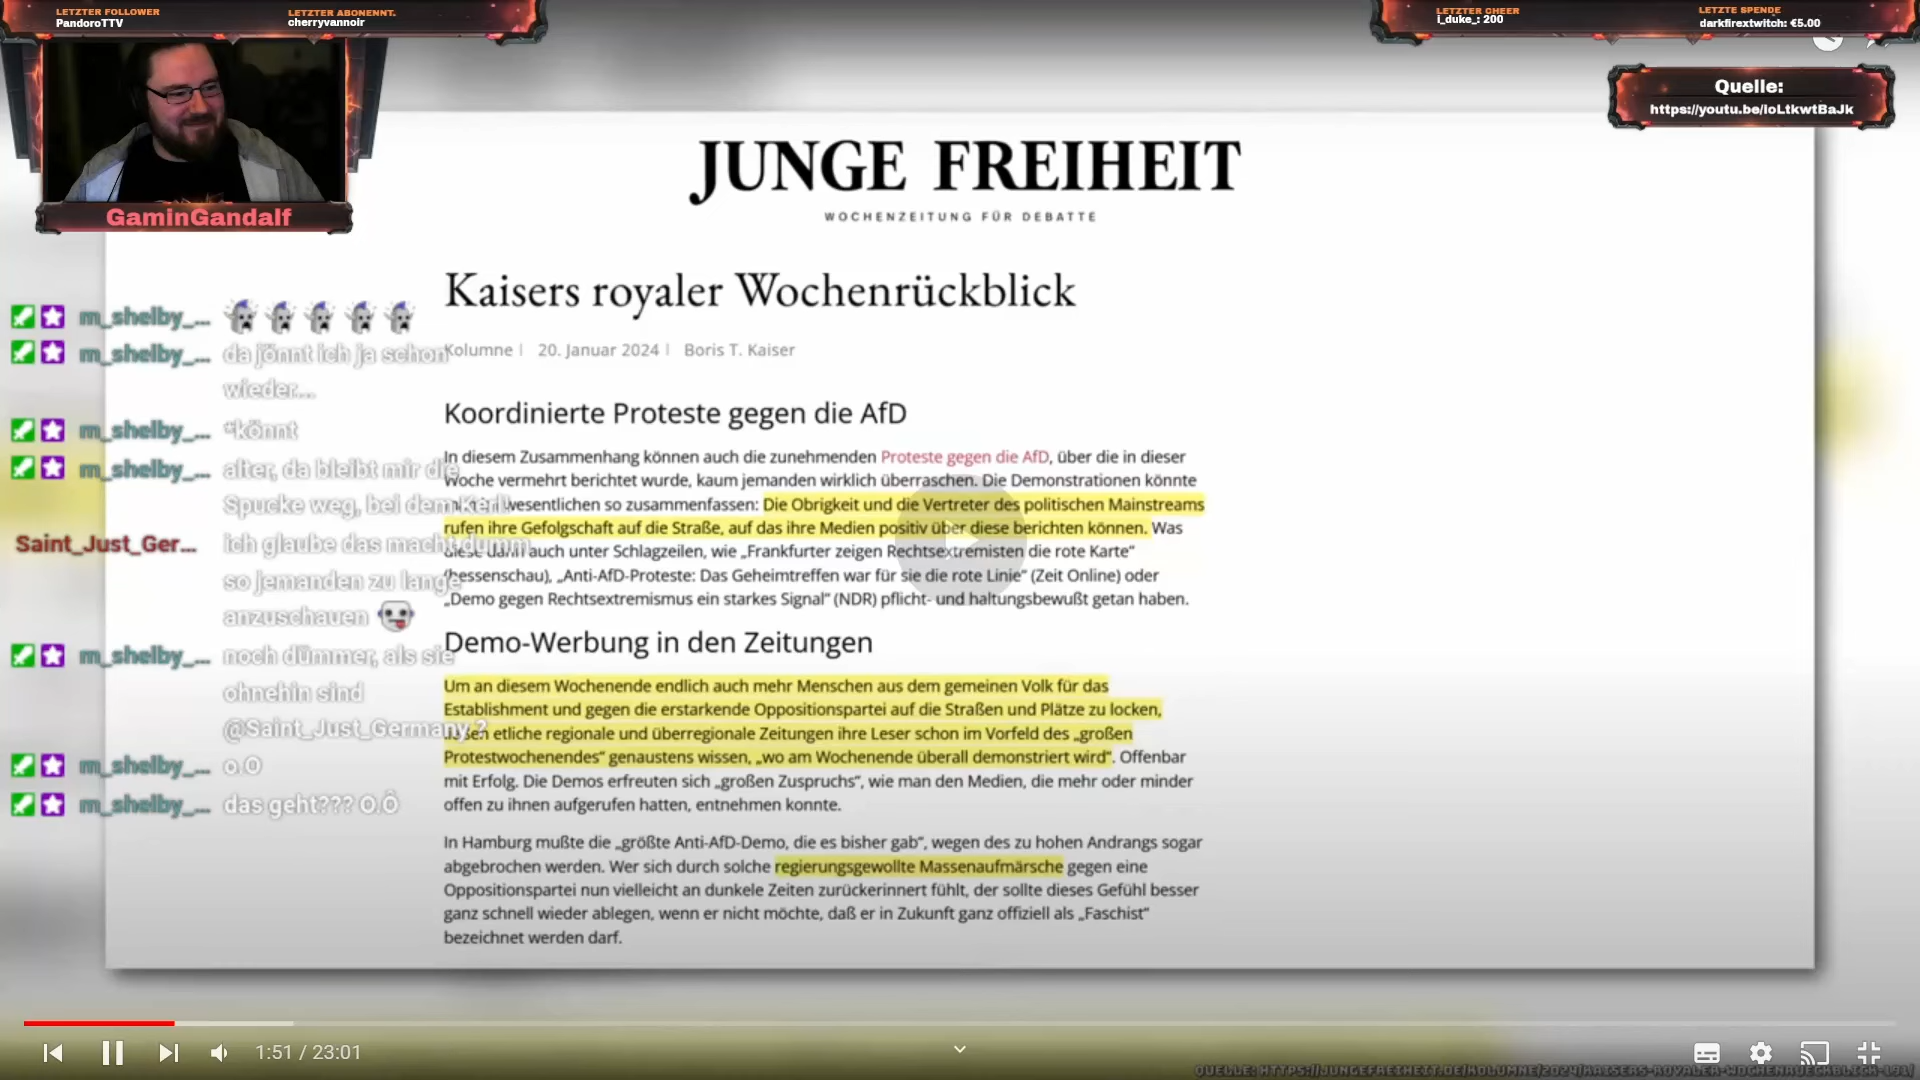 LETZTER FOLLOWER
PandoroTTV
LETZTER ABONENNT.
cherryvannoir
LETZTER CHEER
i_duke_: 200
LETZTE SPENDE
darkfirextwitch: €5.00
Quelle:
https://youtu.be/loLtkwtBaJk
GaminGandalf
JUNGE FREIHEIT
WOCHENZEITUNG FÜR DEBATTE
Kaisers royaler Wochenrückblick
Kolumne | 20. Januar 2024 | Boris T. Kaiser
Koordinierte Proteste gegen die AfD
In diesem Zusammenhang können auch die zunehmenden Proteste gegen die AfD, über die in dieser
Woche vermehrt berichtet wurde, kaum jemanden wirklich überraschen. Die Demonstrationen könnte
wesentlichen so zusammenfassen: Die Obrigkeit und die Vertreter des politischen Mainstreams
rufen ihre Gefolgschaft auf die Straße, auf das ihre Medien positiv über diese berichten können. Was
diese dann auch unter Schlagzeilen, wie „Frankfurter zeigen Rechtsextremisten die rote Karte“
(hessenschau), „Anti-AfD-Proteste: Das Geheimtreffen war für sie die rote Linie“ (Zeit Online) oder
„Demo gegen Rechtsextremismus ein starkes Signal“ (NDR) pflicht- und haltungsbewußt getan haben.
Demo-Werbung in den Zeitungen
Um an diesem Wochenende endlich auch mehr Menschen aus dem gemeinen Volk für das
Establishment und gegen die erstarkende Oppositionspartei auf die Straßen und Plätze zu locken,
etliche regionale und überregionale Zeitungen ihre Leser schon im Vorfeld des „großen
Protestwochenendes“ genaustens wissen, „wo am Wochenende überall demonstriert wird“. Offenbar
mit Erfolg. Die Demos erfreuten sich „großen Zuspruchs“, wie man den Medien, die mehr oder minder
offen zu ihnen aufgerufen hatten, entnehmen konnte.
In Hamburg mußte die „größte Anti-AfD-Demo, die es bisher gab“, wegen des zu hohen Andrangs sogar
abgebrochen werden. Wer sich durch solche regierungsgewollte Massenaufmärsche gegen eine
Oppositionspartei nun vielleicht an dunkele Zeiten zurückerinnert fühlt, der sollte dieses Gefühl besser
ganz schnell wieder ablegen, wenn er nicht möchte, daß er in Zukunft ganz offiziell als „Faschist“
bezeichnet werden darf.
m_shelby_...
m_shelby_... da jönnt ich ja schon
wieder...
m_shelby_... *könnt
m_shelby_... alter, da bleibt mir die
Spucke weg, bei dem Kerl!
Saint_Just_Ger... ich glaube das macht dumm
so jemanden zu lange
anzuschauen
m_shelby_... noch dümmer, als sie
ohnehin sind
@Saint_Just_Germany ?
m_shelby_... o.O
m_shelby_... das geht??? O.Ô
1:51 / 23:01
QUELLE: HTTPS://JUNGEFREIHEIT.DE/KOLUMNE/2024/KAISERS-ROYALER-WOCHENRUECKBLICK-191/